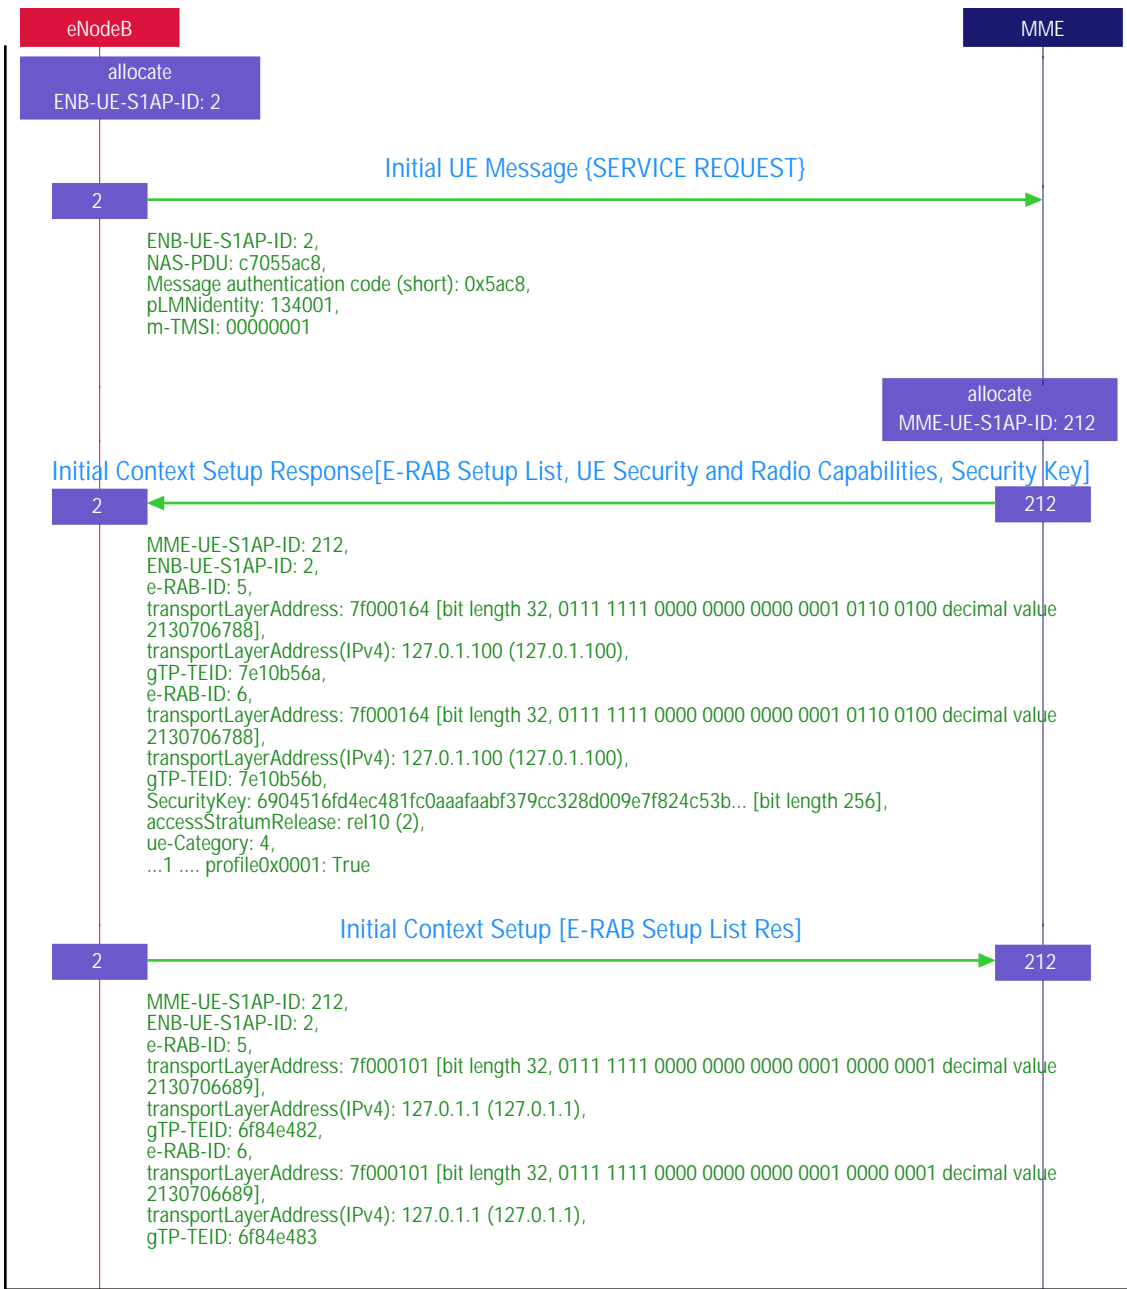 eNodeB
MME
allocate
ENB-UE-S1AP-ID: 2
Initial UE Message {SERVICE REQUEST}
2
ENB-UE-S1AP-ID: 2,
NAS-PDU: c7055ac8,
Message authentication code (short): 0x5ac8,
pLMNidentity: 134001,
m-TMSI: 00000001
allocate
MME-UE-S1AP-ID: 212
Initial Context Setup Response[E-RAB Setup List, UE Security and Radio Capabilities, Security Key]
2
212
MME-UE-S1AP-ID: 212,
ENB-UE-S1AP-ID: 2,
e-RAB-ID: 5,
transportLayerAddress: 7f000164 [bit length 32, 0111 1111 0000 0000 0000 0001 0110 0100 decimal value
2130706788],
transportLayerAddress(IPv4): 127.0.1.100 (127.0.1.100),
gTP-TEID: 7e10b56a,
e-RAB-ID: 6,
transportLayerAddress: 7f000164 [bit length 32, 0111 1111 0000 0000 0000 0001 0110 0100 decimal value
2130706788],
transportLayerAddress(IPv4): 127.0.1.100 (127.0.1.100),
gTP-TEID: 7e10b56b,
SecurityKey: 6904516fd4ec481fc0aaafaabf379cc328d009e7f824c53b... [bit length 256],
accessStratumRelease: rel10 (2),
ue-Category: 4,
...1 .... profile0x0001: True
Initial Context Setup [E-RAB Setup List Res]
2
212
MME-UE-S1AP-ID: 212,
ENB-UE-S1AP-ID: 2,
e-RAB-ID: 5,
transportLayerAddress: 7f000101 [bit length 32, 0111 1111 0000 0000 0000 0001 0000 0001 decimal value
2130706689],
transportLayerAddress(IPv4): 127.0.1.1 (127.0.1.1),
gTP-TEID: 6f84e482,
e-RAB-ID: 6,
transportLayerAddress: 7f000101 [bit length 32, 0111 1111 0000 0000 0000 0001 0000 0001 decimal value
2130706689],
transportLayerAddress(IPv4): 127.0.1.1 (127.0.1.1),
gTP-TEID: 6f84e483